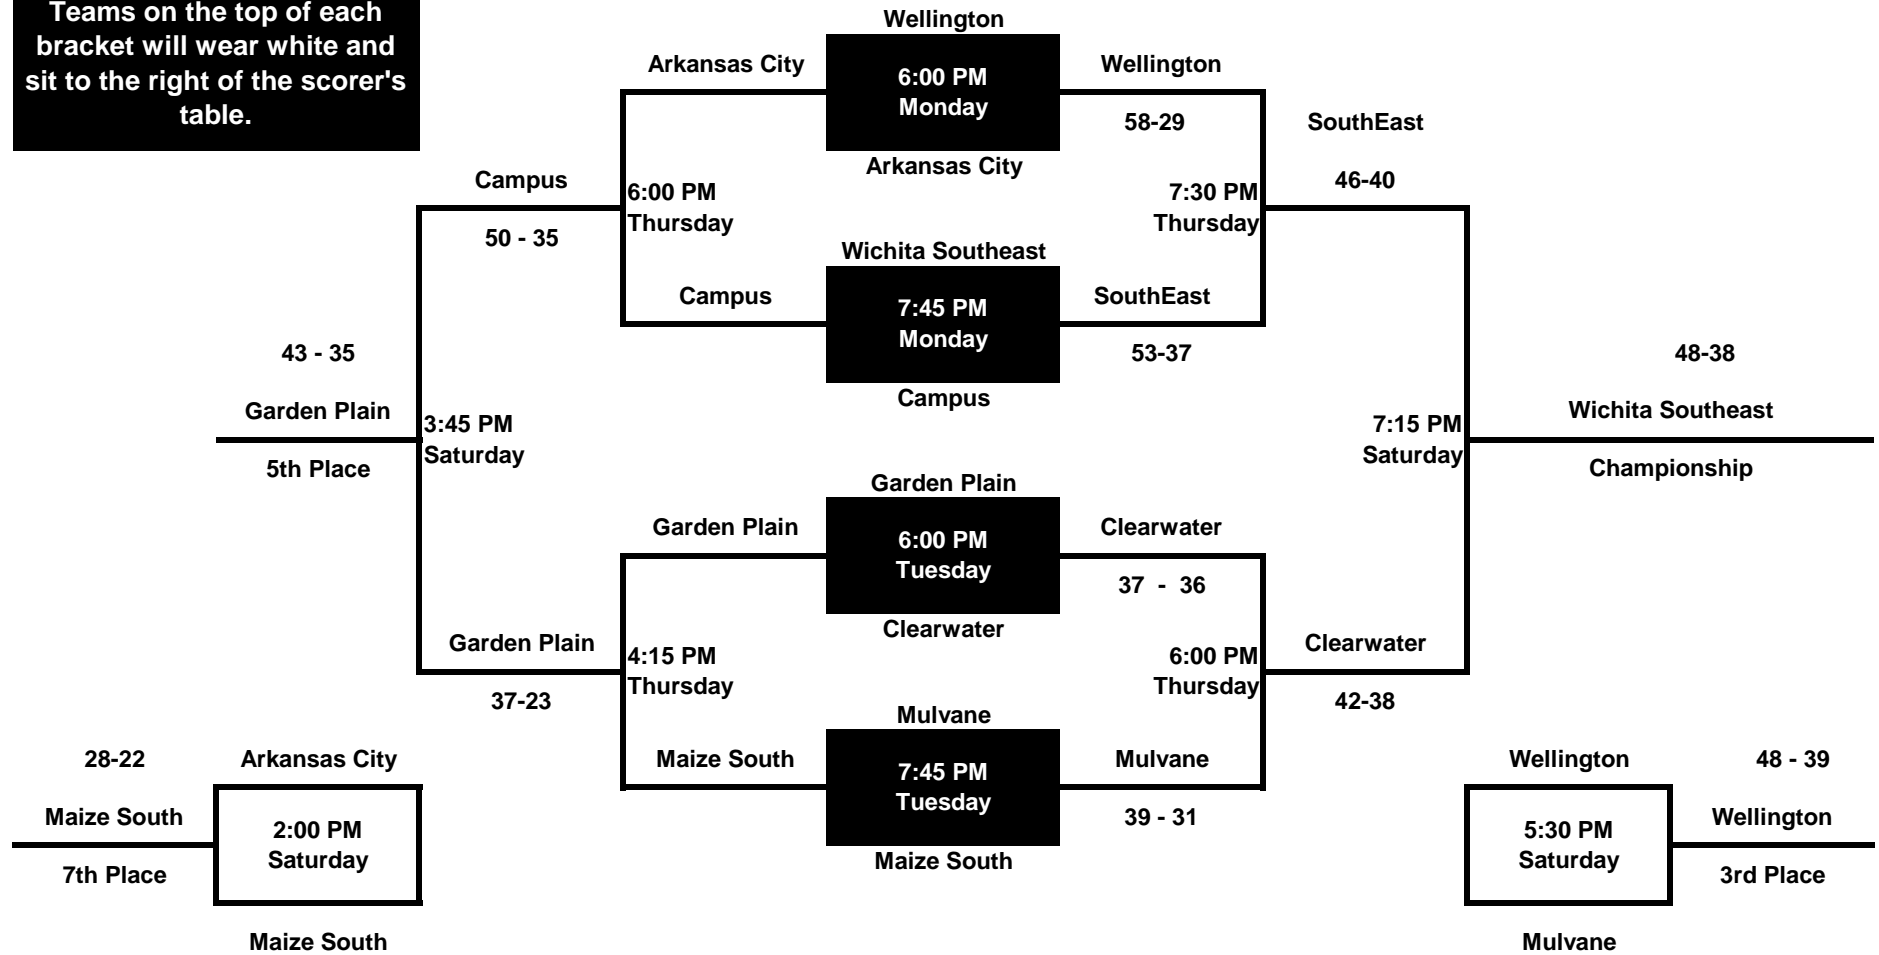 Teams on the top of each
bracket will wear white and
sit to the right of the scorer's
table.
Wellington
Arkansas City
6:00 PM
Monday
Wellington
58-29
Arkansas City
SouthEast
46-40
Campus
50 - 35
6:00 PM
Thursday
7:30 PM
Thursday
Wichita Southeast
Campus
7:45 PM
Monday
SouthEast
53-37
Campus
43 - 35
Garden Plain
5th Place
3:45 PM
Saturday
7:15 PM
Saturday
48-38
Wichita Southeast
Championship
Garden Plain
Garden Plain
6:00 PM
Tuesday
Clearwater
37 - 36
Clearwater
Garden Plain
37-23
4:15 PM
Thursday
6:00 PM
Thursday
Clearwater
42-38
Mulvane
Maize South
7:45 PM
Tuesday
Mulvane
39 - 31
Maize South
28-22
Arkansas City
Maize South
2:00 PM
Saturday
7th Place
Maize South
Wellington
48 - 39
5:30 PM
Saturday
Wellington
3rd Place
Mulvane